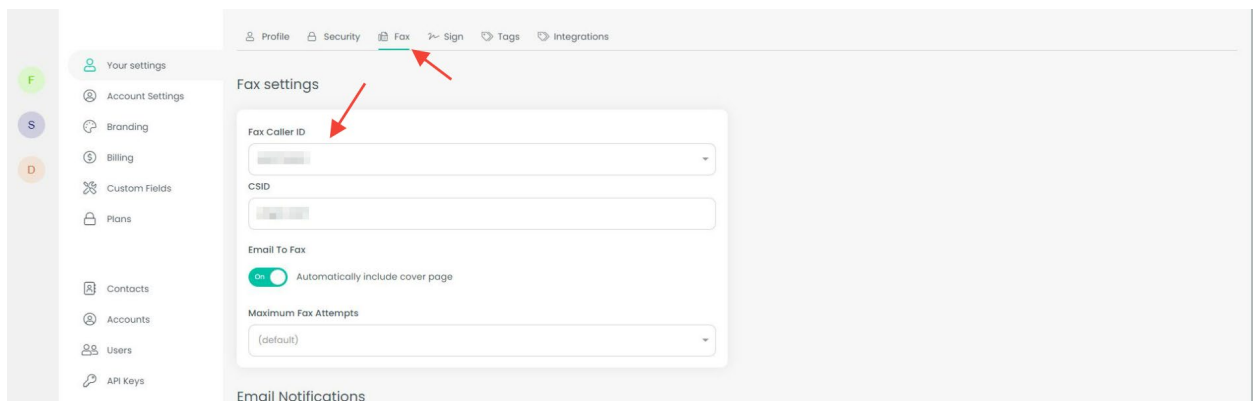 Profile Security Fax Sign Tags Integrations
F
S
D
Your settings
Account Settings
Branding
Billing
Custom Fields
Plans
Contacts
Accounts
Users
API Keys
Fax settings
Fax Caller ID
CSID
Email To Fax
On Automatically include cover page
Maximum Fax Attempts
(default)
Email Notifications